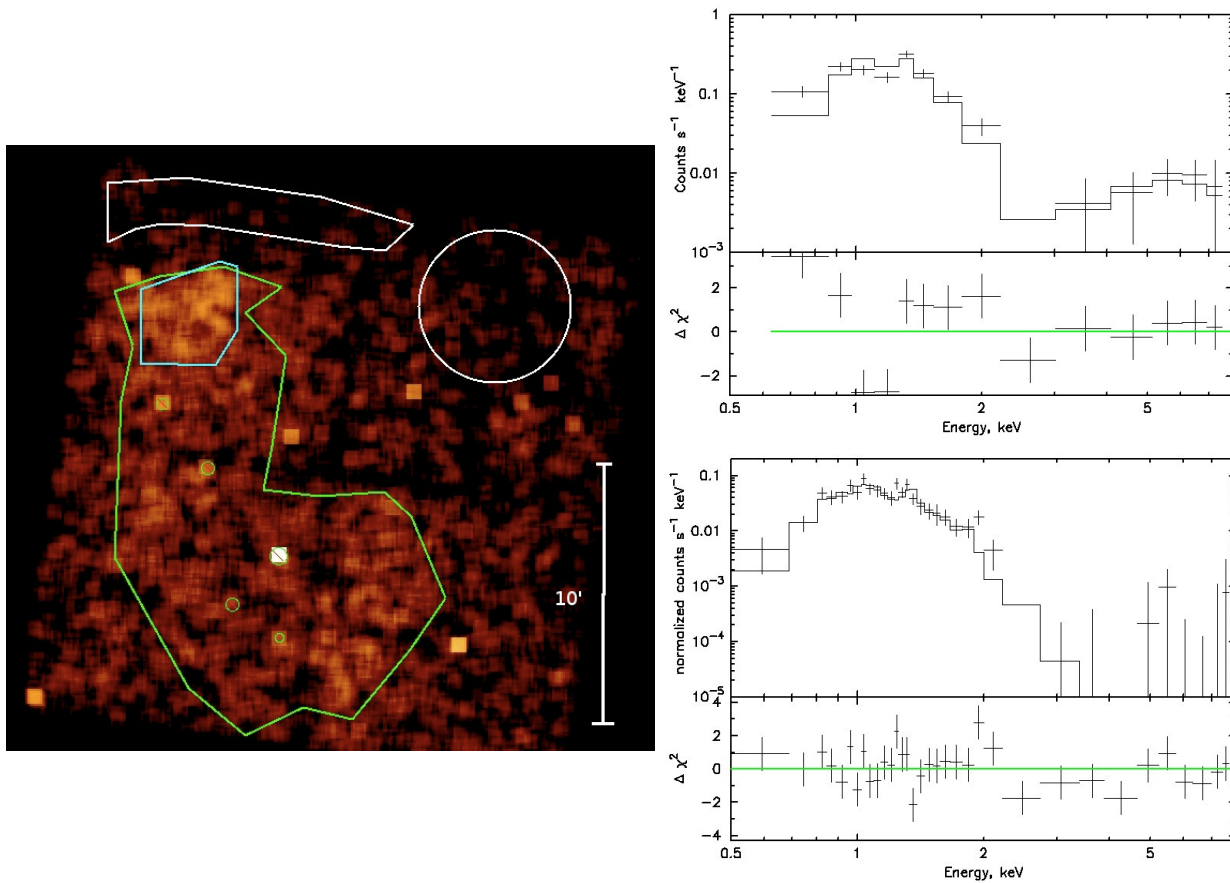 10'
1
0.1
0.01
10⁻³
Counts s⁻¹ keV⁻¹
2
0
-2
Δ χ²
0.5 1 2 5
Energy, keV
0.1
0.01
10⁻³
10⁻⁴
10⁻⁵
normalized counts s⁻¹ keV⁻¹
4
2
0
-2
-4
Δ χ²
0.5 1 2 5
Energy, keV